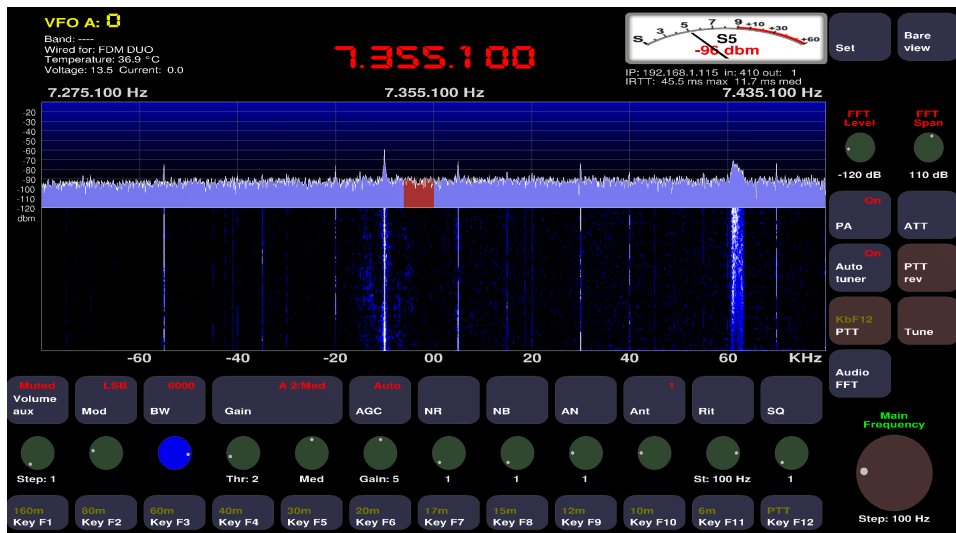 VFO A: 0
Band: ----
Wired for: FDM DUO
Temperature: 36.9 °C
Voltage: 13.5 Current: 0.0
7.355.100
S 3 5 7 9 +10 +30 +60
S5
-96 dbm
IP: 192.168.1.115 in: 410 out: 1
IRTT: 45.5 ms max 11.7 ms med
Set
Bare
view
7.275.100 Hz 7.355.100 Hz 7.435.100 Hz
-20
-30
-40
-50
-60
-70
-80
-90
-100
-110
-120
dbm
-60 -40 -20 00 20 40 60 KHz
FFT
Level
FFT
Span
-120 dB 110 dB
On
PA
ATT
On
Auto
tuner
PTT
rev
KbF12
PTT
Tune
Audio
FFT
Main
Frequency
Step: 100 Hz
Muted
Volume
aux
LSB
Mod
6000
BW
A 2/Med
Gain
Auto
AGC
NR
NB
AN
1
Ant
Rit
SQ
Step: 1 Thr: 2 Med Gain: 5 1 1 1 St: 100 Hz 1
160m 80m 60m 40m 30m 20m 17m 15m 12m 10m 6m PTT
Key F1 Key F2 Key F3 Key F4 Key F5 Key F6 Key F7 Key F8 Key F9 Key F10 Key F11 Key F12